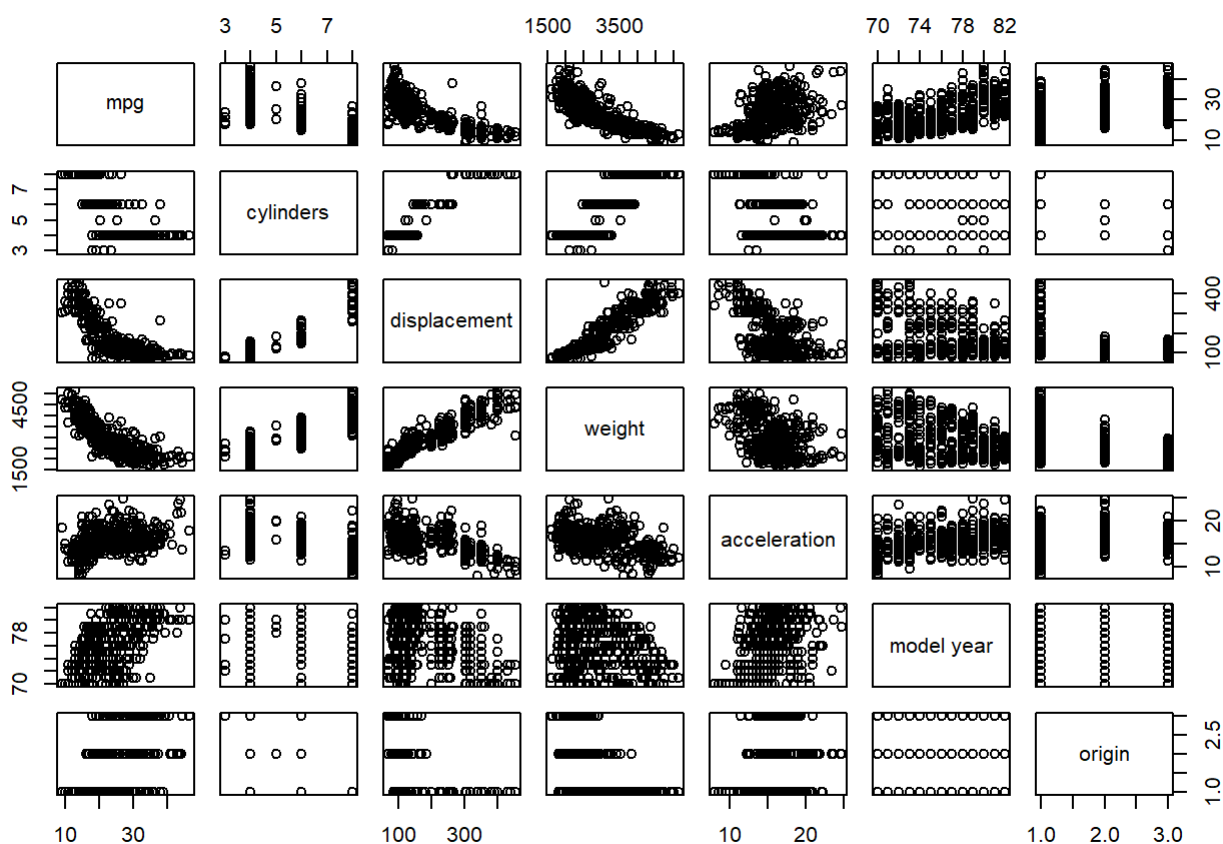 3 5 7 1500 3500 70 74 78 82
mpg
10 30
3 5 7
cylinders
displacement
100 400
1500 4500
weight
acceleration
10 20
70 78
model year
origin
1.0 2.5
10 30 100 300 10 20 1.0 2.0 3.0